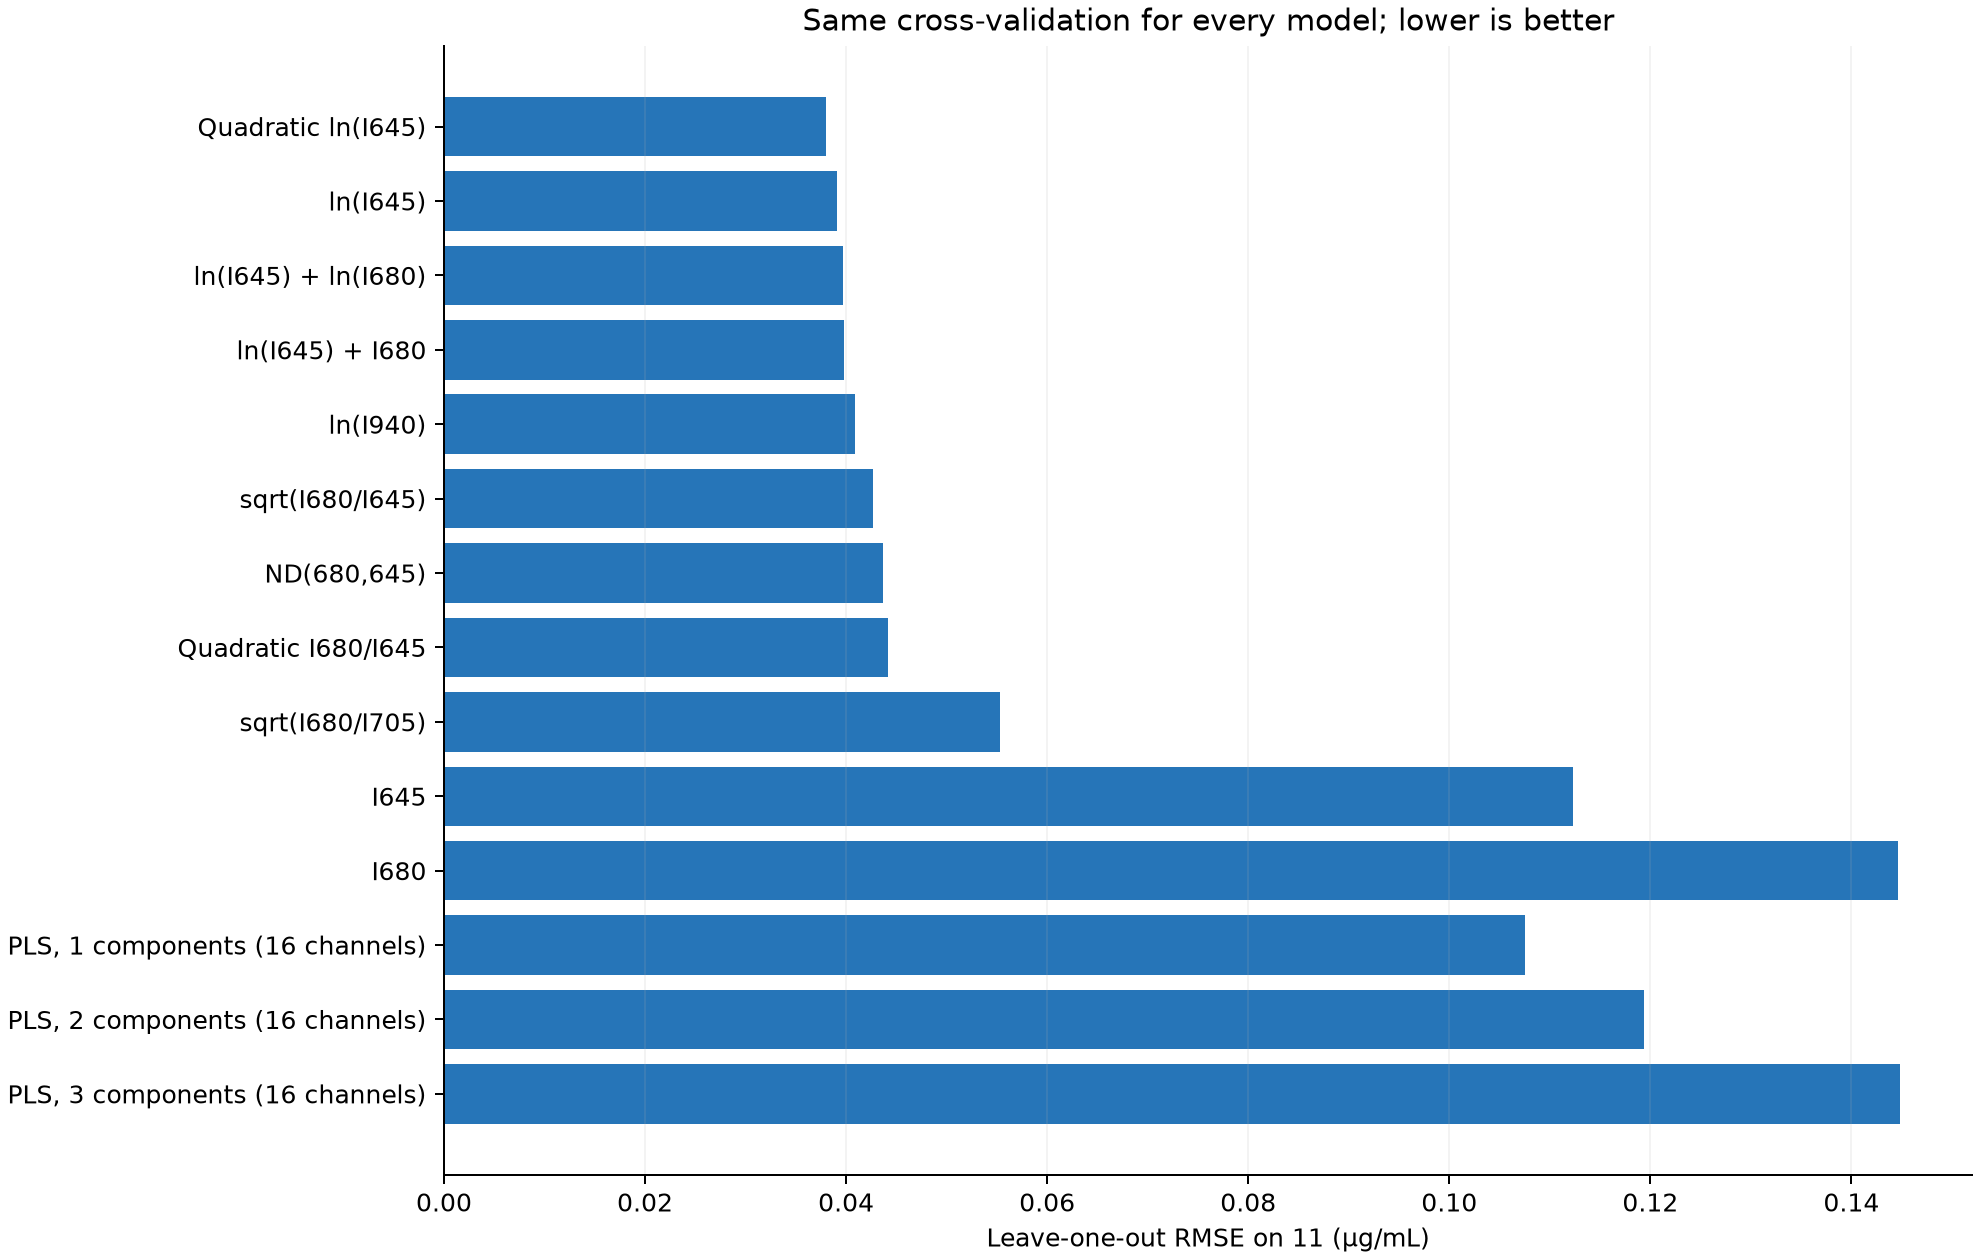 Same cross-validation for every model; lower is better
Quadratic ln(I645)
ln(I645)
ln(I645) + ln(I680)
ln(I645) + I680
ln(I940)
sqrt(I680/I645)
ND(680,645)
Quadratic I680/I645
sqrt(I680/I705)
I645
I680
PLS, 1 components (16 channels)
PLS, 2 components (16 channels)
PLS, 3 components (16 channels)
0.00 0.02 0.04 0.06 0.08 0.10 0.12 0.14
Leave-one-out RMSE on 11 (µg/mL)